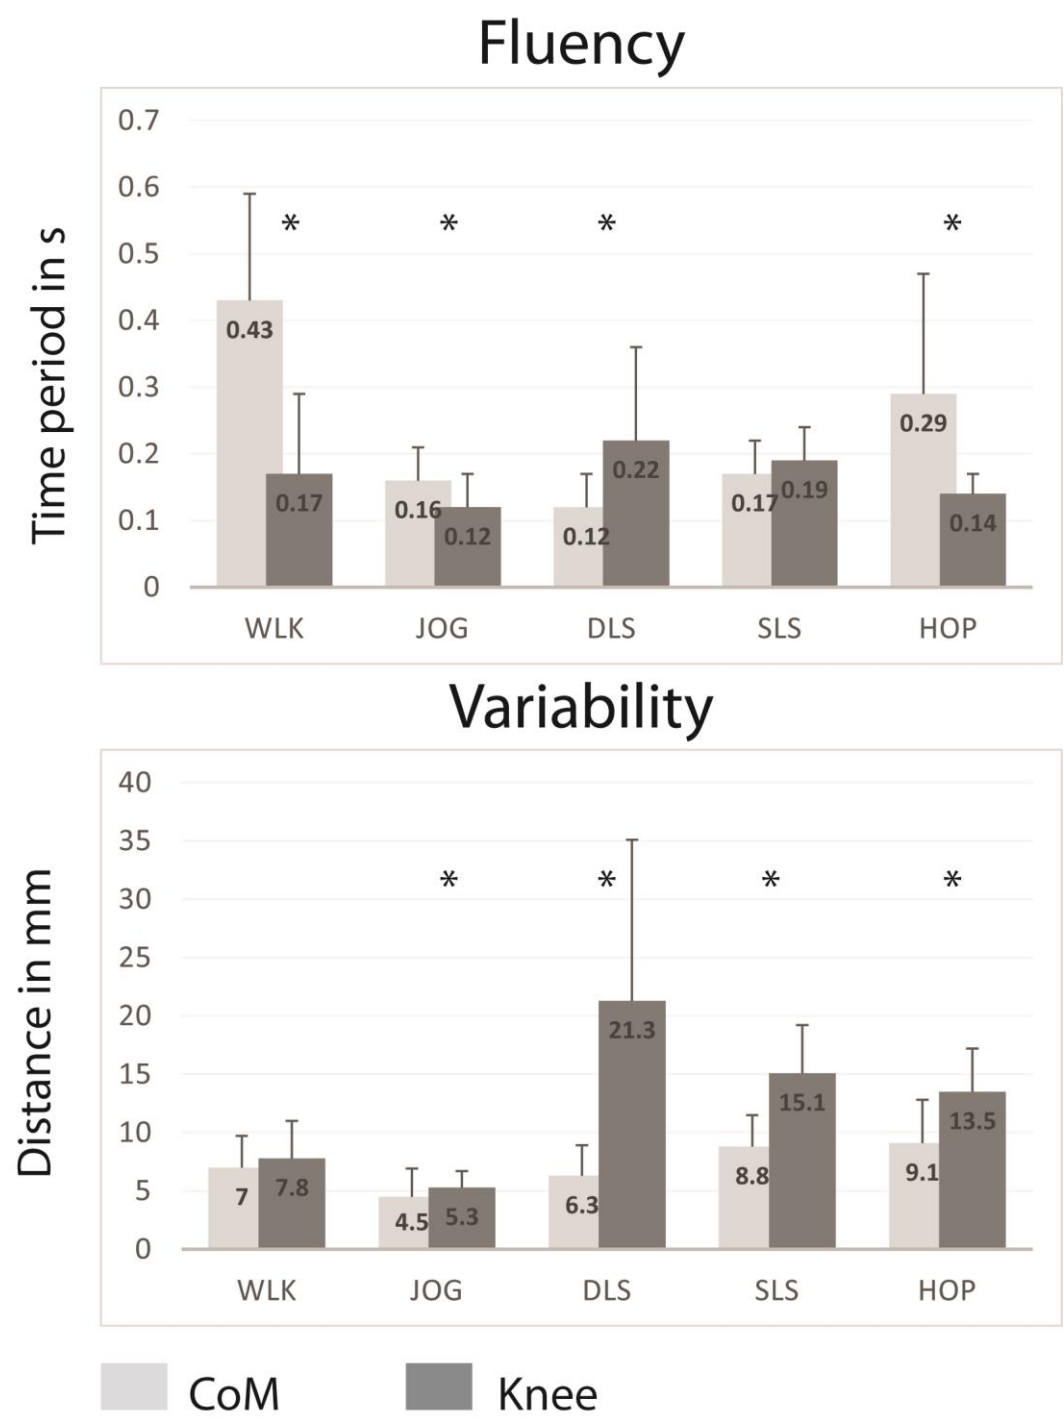 Fluency
Time period in s
0.7
0.6
* * * *
0.5
0.4
0.43
0.3
0.29
0.2
0.17 0.16 0.12 0.12 0.22 0.17 0.19 0.14
0.1
0
WLK JOG DLS SLS HOP
Variability
Distance in mm
40
35
* * * *
30
25
20
21.3
15
15.1
13.5
10
7 7.8 4.5 5.3 6.3 8.8 9.1
5
0
WLK JOG DLS SLS HOP
CoM Knee